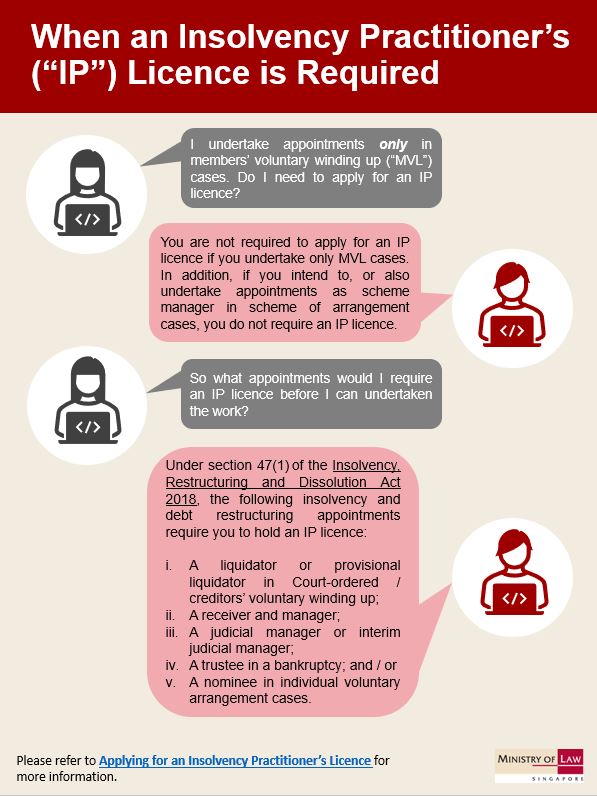 When an Insolvency Practitioner’s
(“IP”) Licence is Required
I undertake appointments only in
members’ voluntary winding up (“MVL”)
cases. Do I need to apply for an IP
licence?
You are not required to apply for an IP
licence if you undertake only MVL cases.
In addition, if you intend to, or also
undertake appointments as scheme
manager in scheme of arrangement
cases, you do not require an IP licence.
So what appointments would I require
an IP licence before I can undertaken
the work?
Under section 47(1) of the Insolvency,
Restructuring and Dissolution Act
2018, the following insolvency and
debt restructuring appointments
require you to hold an IP licence:
i. A liquidator or provisional
liquidator in Court-ordered /
creditors’ voluntary winding up;
ii. A receiver and manager;
iii. A judicial manager or interim
judicial manager;
iv. A trustee in a bankruptcy; and / or
v. A nominee in individual voluntary
arrangement cases.
Please refer to Applying for an Insolvency Practitioner’s Licence for
more information.
MINISTRY OF LAW
SINGAPORE